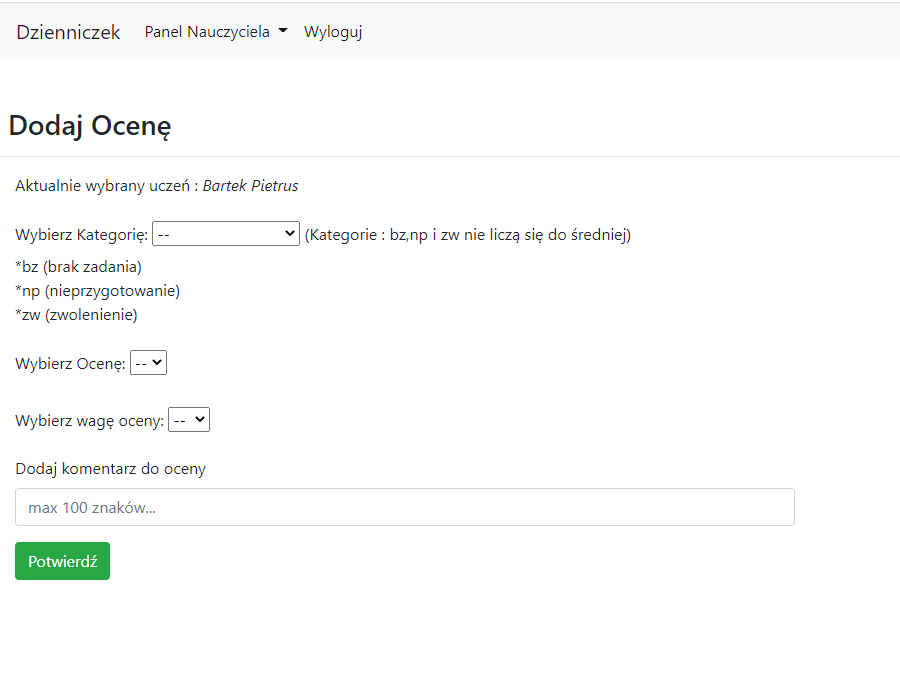 Dzienniczek Panel Nauczyciela Wyloguj
Dodaj Ocenę
Aktualnie wybrany uczeń : Bartek Pietrus
Wybierz Kategorię: -- (Kategorie : bz,np i zw nie liczą się do średniej)
*bz (brak zadania)
*np (nieprzygotowanie)
*zw (zwolenienie)
Wybierz Ocenę: --
Wybierz wagę oceny: --
Dodaj komentarz do oceny
max 100 znaków...
Potwierdź